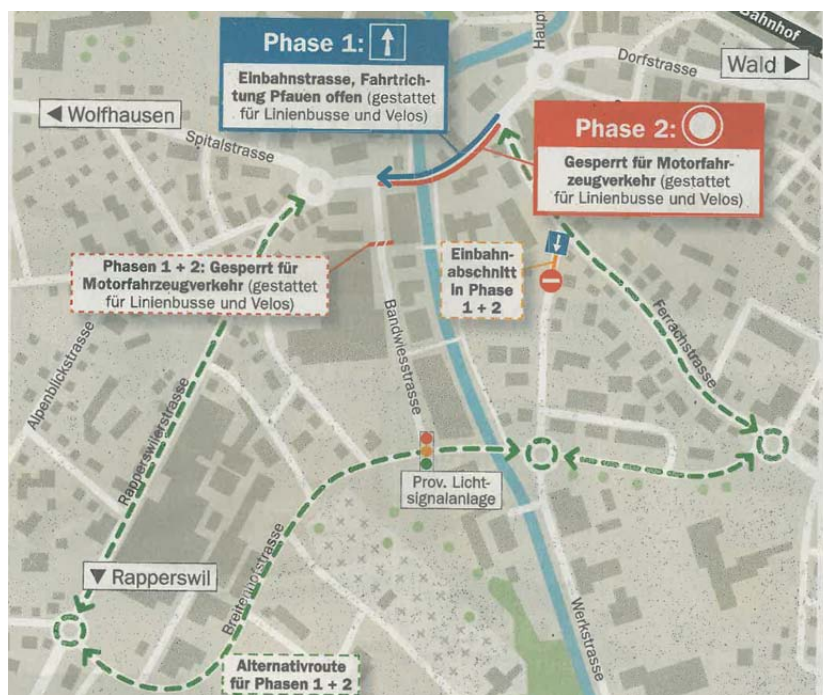 Phase 1:
Einbahnstrasse, Fahrtrich-
tung Pfauen offen (gestattet
für Linienbusse und Velos)
Haupt
Bahnhof
Dorfstrasse
Wald ▶
◀ Wolfhausen
Spitalstrasse
Phase 2:
Gesperrt für Motorfahr-
zeugverkehr (gestattet
für Linienbusse und Velos)
Phasen 1 + 2: Gesperrt für
Motorfahrzeugverkehr (gestattet
für Linienbusse und Velos)
Einbahn-
abschnitt
in Phase
1 + 2
Bandwiesstrasse
Ferrachstrasse
Alpenblickstrasse
Rapperswilerstrasse
Prov. Licht-
signalanlage
▼ Rapperswil
Breitenhofstrasse
Werkstrasse
Alternativroute
für Phasen 1 + 2